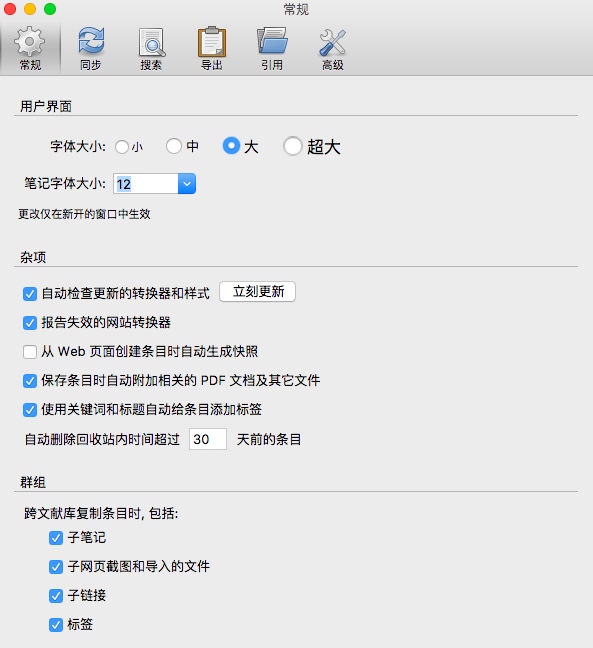 常规
常规 同步 搜索 导出 引用 高级
用户界面
字体大小: 小 中 大 超大
笔记字体大小: 12
更改仅在新开的窗口中生效
杂项
自动检查更新的转换器和样式 立刻更新
报告失效的网站转换器
从 Web 页面创建条目时自动生成快照
保存条目时自动附加相关的 PDF 文档及其它文件
使用关键词和标题自动给条目添加标签
自动删除回收站内时间超过 30 天前的条目
群组
跨文献库复制条目时, 包括:
子笔记
子网页截图和导入的文件
子链接
标签